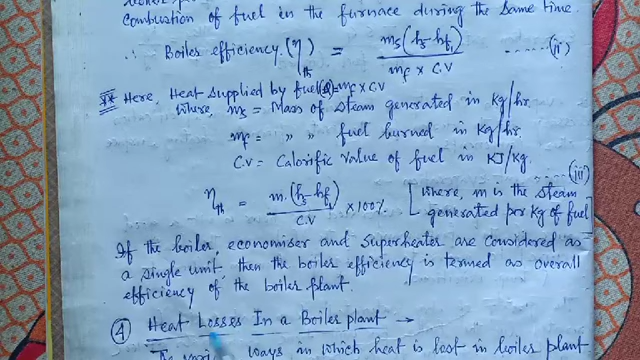 combustion of fuel in the furnace during the same time.
∴ Boiler efficiency (η)th = ms(hs-hf1) / mf × C.V ......(ii)
** Here, Heat Supplied by fuel(Q)=mf × C.V
where, ms = Mass of steam generated in Kg/hr,
mf = " " fuel burned in Kg/hr,
C.V = Calorific Value of fuel in KJ/Kg.
ηth = m.(hs-hf1) / C.V × 100% [where, m is the steam generated per kg of fuel] ....(iii)
If the boiler, economiser and superheater are considered as
a single unit, then the boiler efficiency is termed as overall
efficiency of the boiler plant.
④ Heat Losses In a Boiler plant →
The ways in which heat is lost in boiler plant